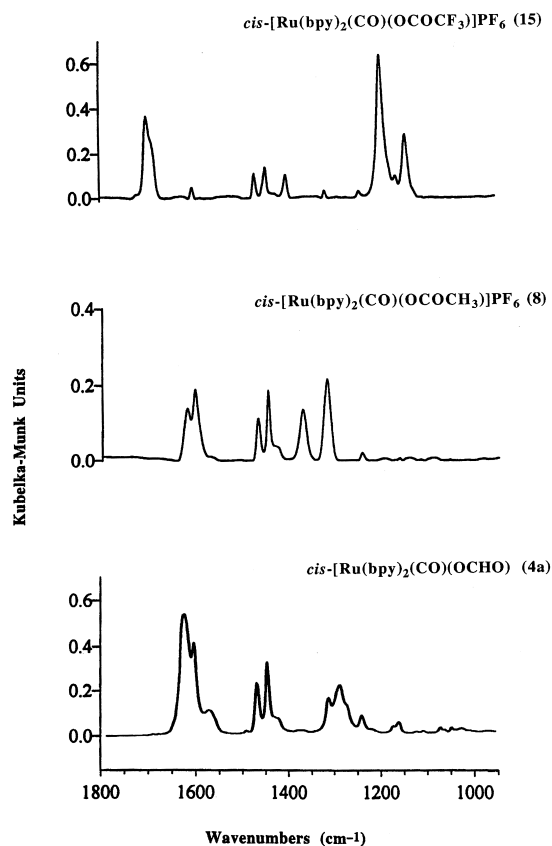 cis-[Ru(bpy)2(CO)(OCOCF3)]PF6 (15)
0.6
0.4
0.2
0.0
cis-[Ru(bpy)2(CO)(OCOCH3)]PF6 (8)
0.4
0.2
0.0
Kubelka-Munk Units
cis-[Ru(bpy)2(CO)(OCHO) (4a)
0.6
0.4
0.2
0.0
1800 1600 1400 1200 1000
Wavenumbers (cm-1)